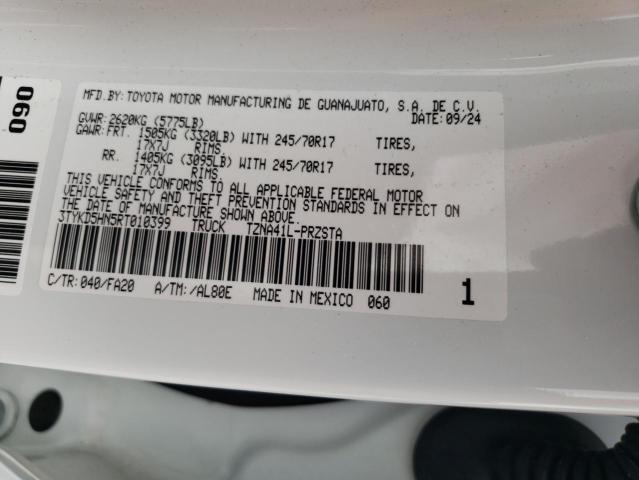 MFD.BY:TOYOTA MOTOR MANUFACTURING DE GUANAJUATO, S.A. DE C.V.
GVWR:2620KG (5775LB) DATE:09/24
GAWR:FRT. 1505KG (3320LB) WITH 245/70R17 TIRES,
17X7J RIMS,
RR. 1405KG (3095LB) WITH 245/70R17 TIRES,
17X7J RIMS.
THIS VEHICLE CONFORMS TO ALL APPLICABLE FEDERAL MOTOR
VEHICLE SAFETY AND THEFT PREVENTION STANDARDS IN EFFECT ON
THE DATE OF MANUFACTURE SHOWN ABOVE.
3TYKD5HN5RT010399 TRUCK TZNA41L-PRZSTA
C/TR:040/FA20 A/TM:/AL80E MADE IN MEXICO 060 1
090